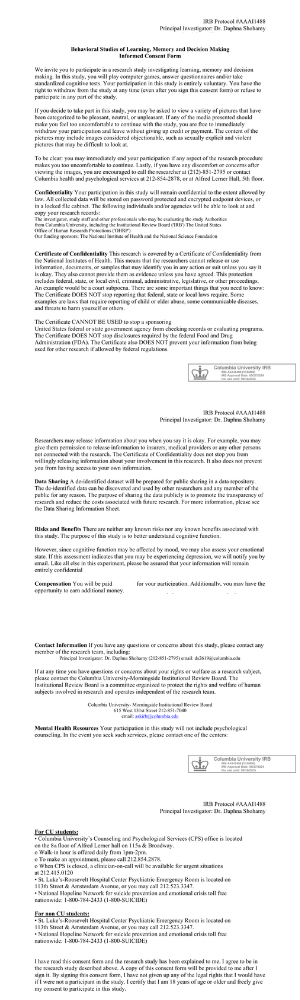 IRB Protocol #AAAI1488
Principal Investigator: Dr. Daphna Shohamy
Behavioral Studies of Learning, Memory and Decision Making
Informed Consent Form
We invite you to participate in a research study investigating learning, memory and decision
making. In this study, you will play computer games, answer questionnaires and/or take
standardized cognitive tests. Your participation in this study is entirely voluntary. You have the
right to withdraw from the study at any time (even after you sign this consent form) or refuse to
participate in any part of the study.
If you decide to take part in this study, you may be asked to view a variety of pictures that have
been categorized to be pleasant, neutral, or unpleasant. If any of the media presented should
make you feel too uncomfortable to continue with the study, you are free to immediately
withdraw your participation and leave without giving up credit or payment. The content of the
pictures may include images considered objectionable, such as sexually explicit and violent
pictures that may be difficult to look at.
To be clear: you may immediately end your participation if any aspect of the research procedure
makes you too uncomfortable to continue. Lastly, if you have any discomfort or concerns after
viewing the images, you are encouraged to call the researcher at (212)-851-2795 or contact
Columbia health and psychological services at 212-854-2878, or at Alfred Lerner Hall, 5th floor.
Confidentiality Your participation in this study will remain confidential to the extent allowed by
law. All collected data will be stored on password protected and encrypted endpoint devices, or
in a locked file cabinet. The following individuals and/or agencies will be able to look at and
copy your research records:
The investigator, study staff and other professionals who may be evaluating the study Authorities
from Columbia University, including the Institutional Review Board ('IRB') The United States
Office of Human Research Protections ('OHRP')
Our funding sponsors: The National Institute of Health and the National Science Foundation
Certificate of Confidentiality This research is covered by a Certificate of Confidentiality from
the National Institutes of Health. This means that the researchers cannot release or use
information, documents, or samples that may identify you in any action or suit unless you say it
is okay. They also cannot provide them as evidence unless you have agreed. This protection
includes federal, state, or local civil, criminal, administrative, legislative, or other proceedings.
An example would be a court subpoena. There are some important things that you need to know:
The Certificate DOES NOT stop reporting that federal, state or local laws require. Some
examples are laws that require reporting of child or elder abuse, some communicable diseases,
and threats to harm yourself or others.
The Certificate CANNOT BE USED to stop a sponsoring
United States federal or state government agency from checking records or evaluating programs.
The Certificate DOES NOT stop disclosures required by the federal Food and Drug
Administration (FDA). The Certificate also DOES NOT prevent your information from being
used for other research if allowed by federal regulations
Columbia University IRB
IRB Protocol #AAAI1488
Principal Investigator: Dr. Daphna Shohamy
Researchers may release information about you when you say it is okay. For example, you may
give them permission to release information to insurers, medical providers or any other persons
not connected with the research. The Certificate of Confidentiality does not stop you from
willingly releasing information about your involvement in this research. It also does not prevent
you from having access to your own information.
Data Sharing A de-identified dataset will be prepared for public sharing in a data repository.
The de-identified data can be discovered and used by other researchers and any member of the
public for any reason. The purpose of sharing the data publicly is to promote the transparency of
research and reduce the costs associated with future research. For more information, please see
the Data Sharing Information Sheet.
Risks and Benefits There are neither any known risks nor any benefits associated with
this study. The purpose of this study is to better understand cognitive function.
However, since cognitive function may be affected by mood, we may also assess your emotional
state. If this assessment indicates that you may be experiencing depression, we will notify you by
email. Like all else in this experiment, please be assured that your information will remain
entirely confidential
Compensation You will be paid for your participation. Additionally, you may have the
opportunity to earn additional money.
Contact Information If you have any questions or concerns about this study, please contact any
member of the research team, including:
Principal Investigator: Dr. Daphna Shohamy (212-851-2795) email: ds2619@columbia.edu
If at any time you have questions or concerns about your rights or welfare as a research subject,
please contact the Columbia University-Morningside Institutional Review Board. The
Institutional Review Board is a committee organized to protect the rights and welfare of human
subjects involved in research and operates independent of the research team.
Columbia University- Morningside Institutional Review Board
615 West 131st Street 212-851-7040
email: askirb@columbia.edu
Mental Health Resources Your participation in this study will not include psychological
counseling. In the event you seek such services, please contact one of the centers:
Columbia University IRB
IRB Protocol #AAAI1488
Principal Investigator: Dr. Daphna Shohamy
For CU students:
• Columbia University's Counseling and Psychological Services (CPS) office is located
on the 8th floor of Alfred Lerner hall on 115th & Broadway.
o Walk-in hour is offered daily from 1pm-2pm.
o To make an appointment, please call 212.854.2878.
o When CPS is closed, a clinician-on-call will be available for urgent situations
at 212.415.0120
• St. Luke's-Roosevelt Hospital Center Psychiatric Emergency Room is located on
113th Street & Amsterdam Avenue, or you may call 212.523.3347.
• National Hopeline Network for suicide prevention and emotional crisis toll free
nationwide: 1-800-784-2433 (1-800-SUICIDE)
For non CU students:
• St. Luke's-Roosevelt Hospital Center Psychiatric Emergency Room is located on
113th Street & Amsterdam Avenue, or you may call 212.523.3347.
• National Hopeline Network for suicide prevention and emotional crisis toll free
nationwide: 1-800-784-2433 (1-800-SUICIDE)
I have read this consent form and the research study has been explained to me. I agree to be in
the research study described above. A copy of this consent form will be provided to me after I
sign it. By signing this consent form, I have not given up any of the legal rights that I would have
if I were not a participant in the study. I certify that I am 18 years of age or older and freely give
my consent to participate in this study.